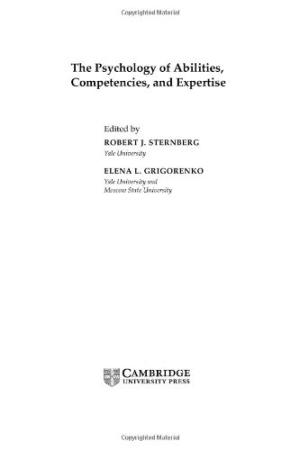 Copyrighted Material
The Psychology of Abilities,
Competencies, and Expertise
Edited by
ROBERT J. STERNBERG
Yale University
ELENA L. GRIGORENKO
Yale University and
Moscow State University
CAMBRIDGE
UNIVERSITY PRESS
Copyrighted Material